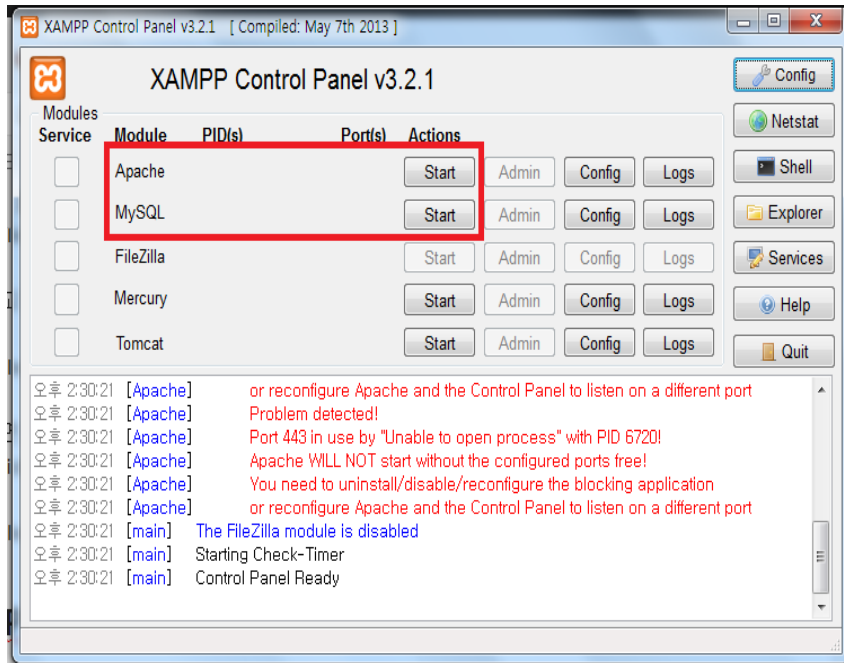 XAMPP Control Panel v3.2.1 [ Compiled: May 7th 2013 ]
XAMPP Control Panel v3.2.1
Config
Modules
Service Module PID(s) Port(s) Actions
Netstat
Apache Start Admin Config Logs
Shell
MySQL Start Admin Config Logs
Explorer
FileZilla Start Admin Config Logs
Services
Mercury Start Admin Config Logs
Help
Tomcat Start Admin Config Logs
Quit
오후 2:30:21 [Apache] or reconfigure Apache and the Control Panel to listen on a different port
오후 2:30:21 [Apache] Problem detected!
오후 2:30:21 [Apache] Port 443 in use by "Unable to open process" with PID 6720!
오후 2:30:21 [Apache] Apache WILL NOT start without the configured ports free!
오후 2:30:21 [Apache] You need to uninstall/disable/reconfigure the blocking application
오후 2:30:21 [Apache] or reconfigure Apache and the Control Panel to listen on a different port
오후 2:30:21 [main] The FileZilla module is disabled
오후 2:30:21 [main] Starting Check-Timer
오후 2:30:21 [main] Control Panel Ready